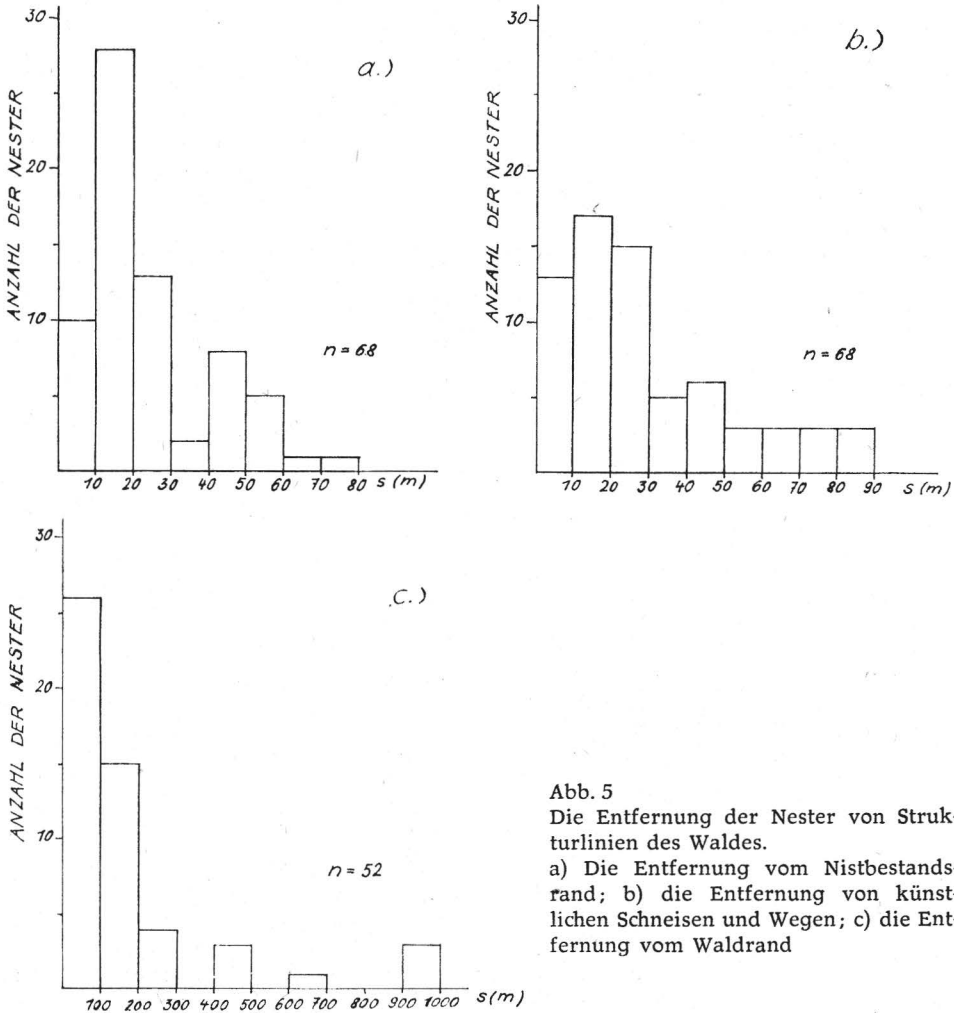 30
a.)
ANZAHL DER NESTER
20
10
n = 68
10 20 30 40 50 60 70 80 s (m)
30
b.)
ANZAHL DER NESTER
20
10
n = 68
10 20 30 40 50 60 70 80 90 s (m)
30
c.)
ANZAHL DER NESTER
20
10
n = 52
100 200 300 400 500 600 700 800 900 1000 s(m)
Abb. 5
Die Entfernung der Nester von Struk-
turlinien des Waldes.
a) Die Entfernung vom Nistbestands-
rand; b) die Entfernung von künst-
lichen Schneisen und Wegen; c) die Ent-
fernung vom Waldrand